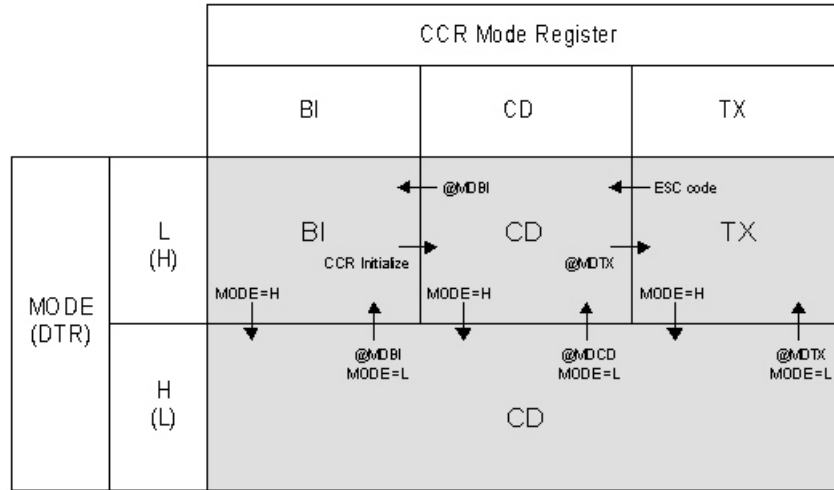 CCR Mode Register
BI CD TX
@MDBI ESC code
L
(H)
BI CD TX
CCR Initialize @MDTX
MODE=H MODE=H MODE=H
MODE
(DTR)
@MDBI @MDCD @MDTX
MODE=L MODE=L MODE=L
H
(L)
CD